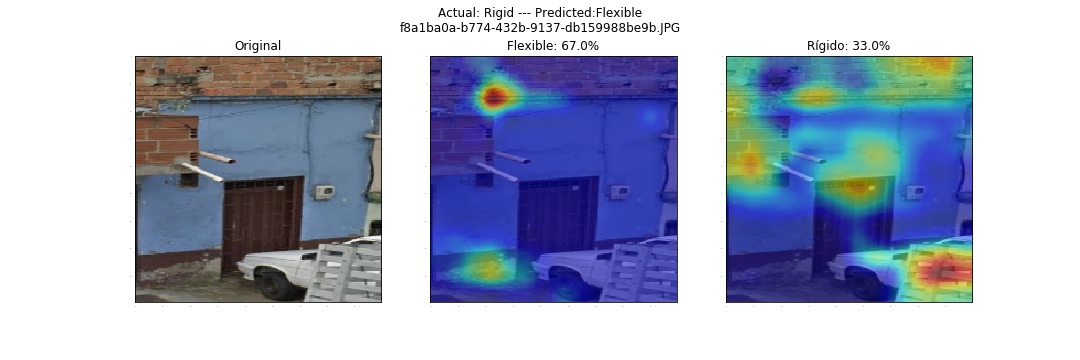 Actual: Rigid --- Predicted:Flexible
f8a1ba0a-b774-432b-9137-db159988be9b.JPG
Original
Flexible: 67.0%
Rígido: 33.0%